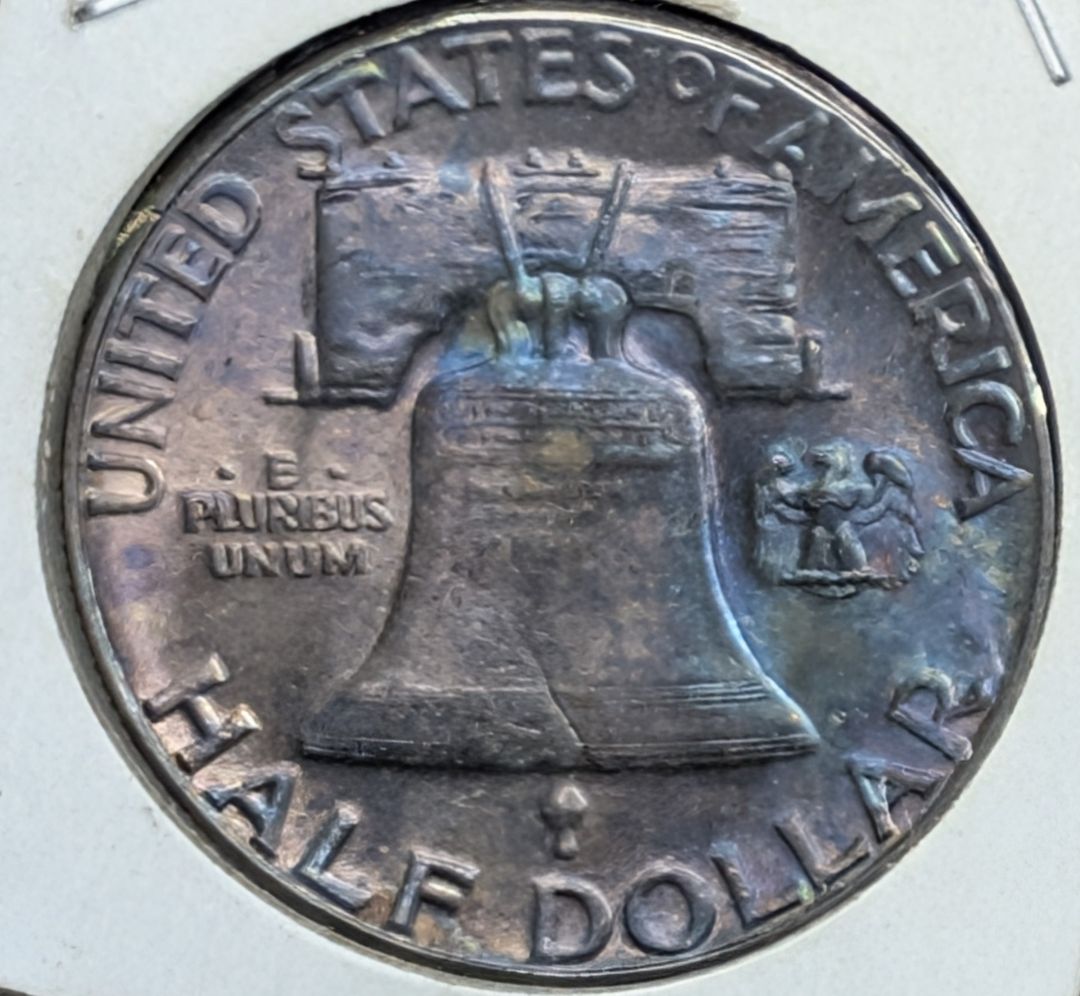 UNITED STATES OF AMERICA
· E ·
PLURIBUS
UNUM
HALF DOLLAR